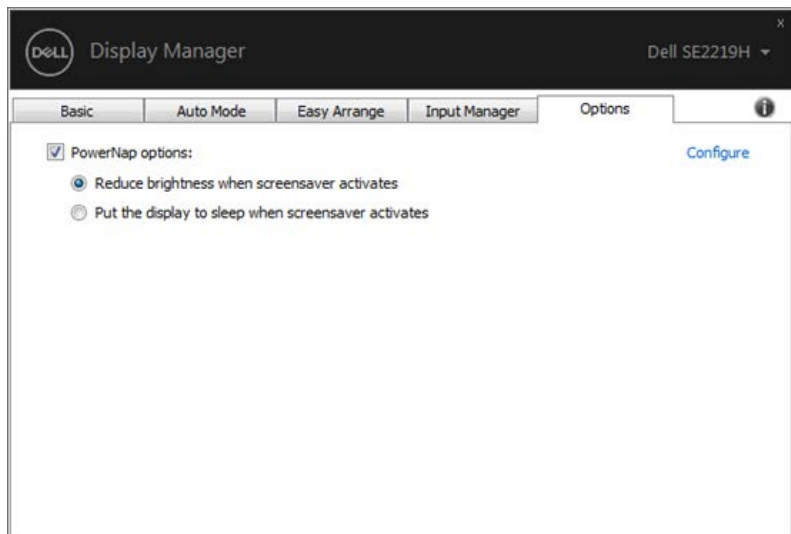 x
DELL Display Manager Dell SE2219H
Basic Auto Mode Easy Arrange Input Manager Options i
PowerNap options: Configure
Reduce brightness when screensaver activates
Put the display to sleep when screensaver activates